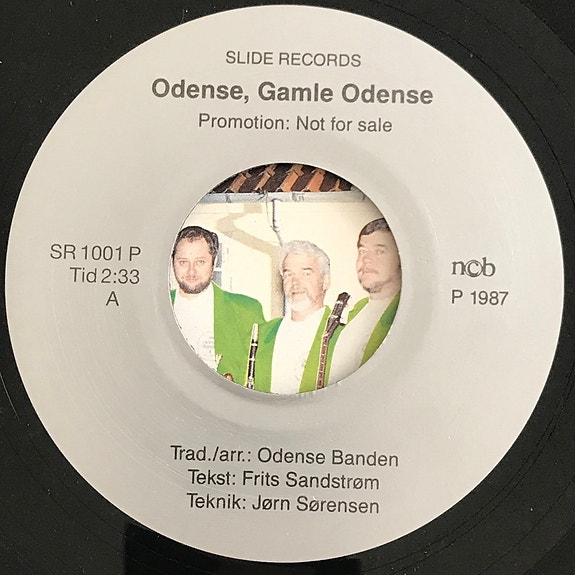 SLIDE RECORDS
Odense, Gamle Odense
Promotion: Not for sale
SR 1001 P
Tid 2:33
A
ncb
P 1987
Trad./arr.: Odense Banden
Tekst: Frits Sandstrøm
Teknik: Jørn Sørensen